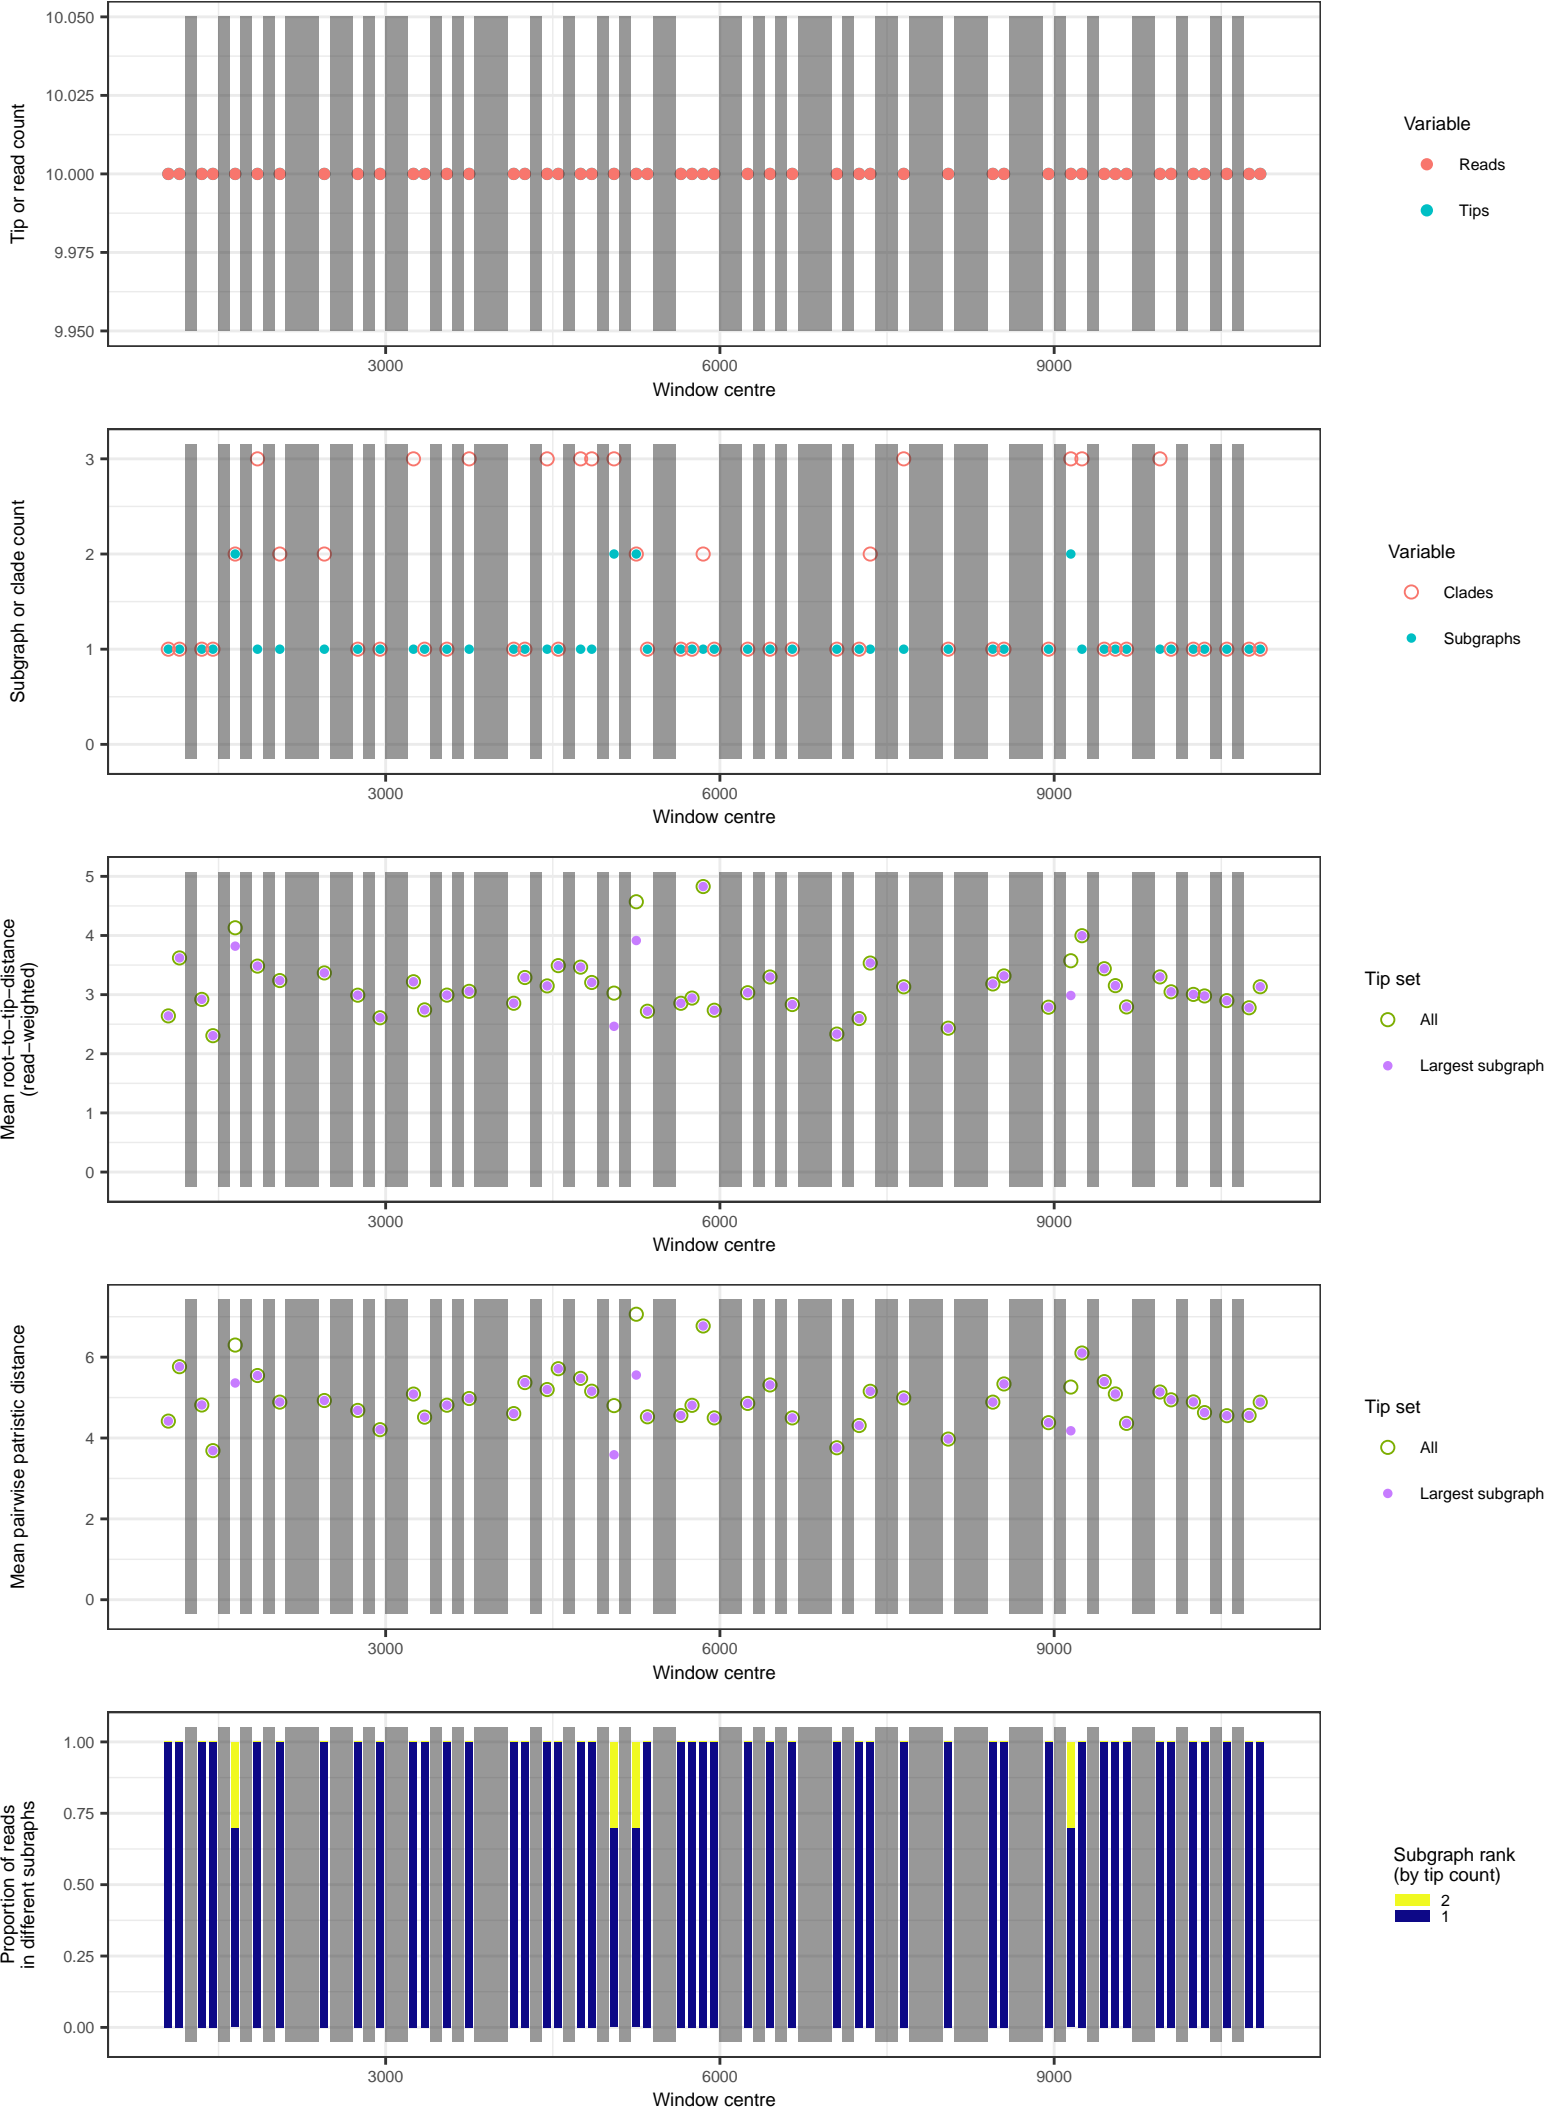 10.050
10.025
10.000
9.975
9.950
Tip or read count
3000
6000
9000
Window centre
Variable
Reads
Tips
3
2
1
0
Subgraph or clade count
3000
6000
9000
Window centre
Variable
Clades
Subgraphs
5
4
3
2
1
0
Mean root−to−tip−distance
(read−weighted)
3000
6000
9000
Window centre
Tip set
All
Largest subgraph
6
4
2
0
Mean pairwise patristic distance
3000
6000
9000
Window centre
Tip set
All
Largest subgraph
1.00
0.75
0.50
0.25
0.00
Proportion of reads
in different subraphs
3000
6000
9000
Window centre
Subgraph rank
(by tip count)
2
1